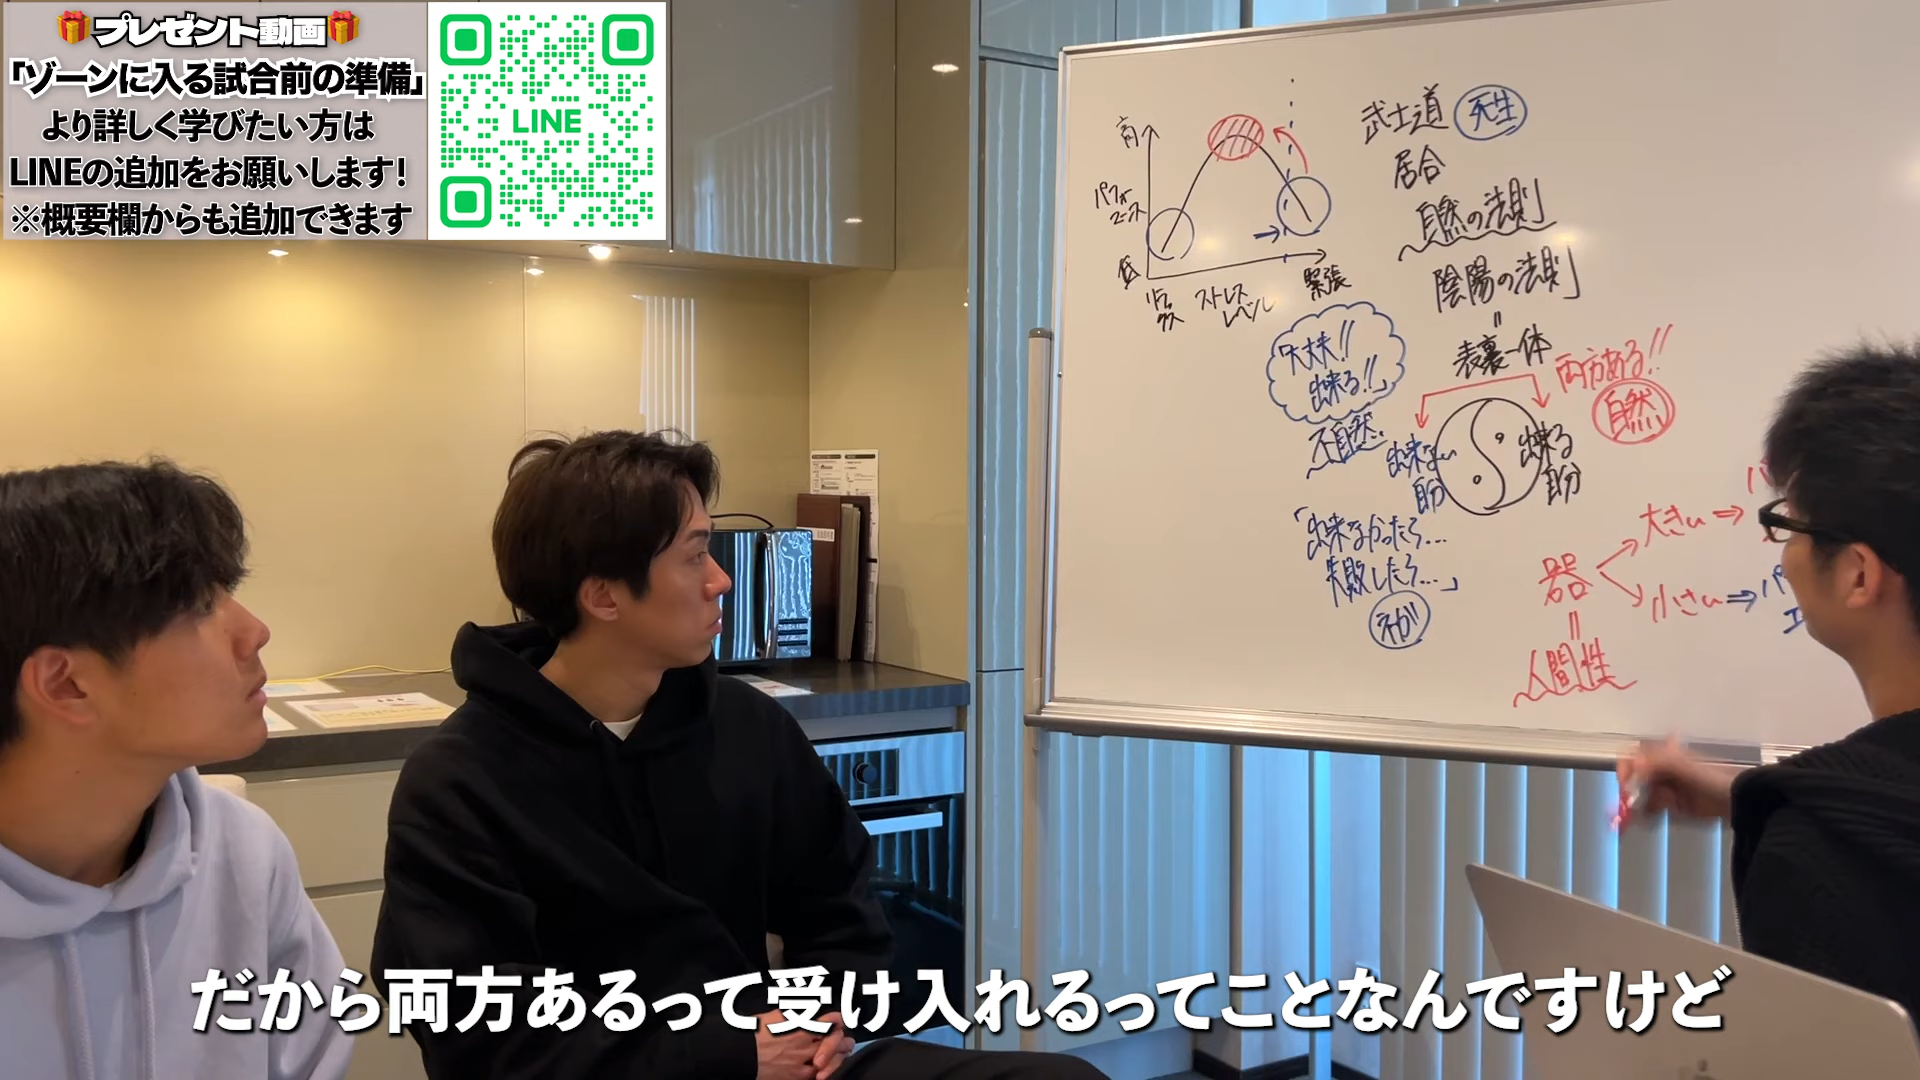 🎁プレゼント動画🎁
「ゾーンに入る試合前の準備」
より詳しく学びたい方は
LINEの追加をお願いします!
※概要欄からも追加できます
LINE
高
パフォーマンス
低
リラックス
ストレス
レベル
緊張
武士道 死生
居合
自然の法則」
陰陽の法則」
=
表裏一体
両方ある!!
自然
「大丈夫!!
出来る!!」
不自然
出来ない
自分
出来る
自分
「出来なかったら...
失敗したら...」
ネガ
器
大きい⇒
小さい⇒
=
人間性
だから両方あるって受け入れるってことなんですけど